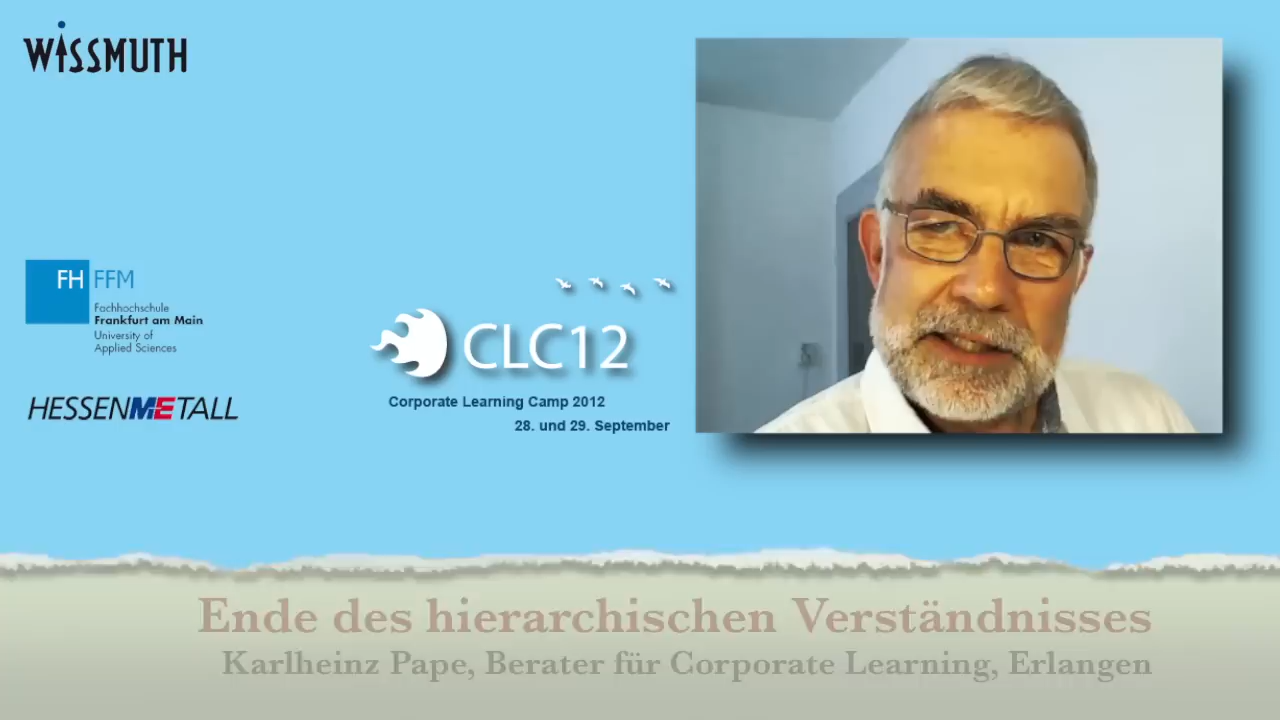 WISSMUTH
FH FFM
Fachhochschule
Frankfurt am Main
University of
Applied Sciences
HESSENMETALL
CLC12
Corporate Learning Camp 2012
28. und 29. September
Ende des hierarchischen Verständnisses
Karlheinz Pape, Berater für Corporate Learning, Erlangen